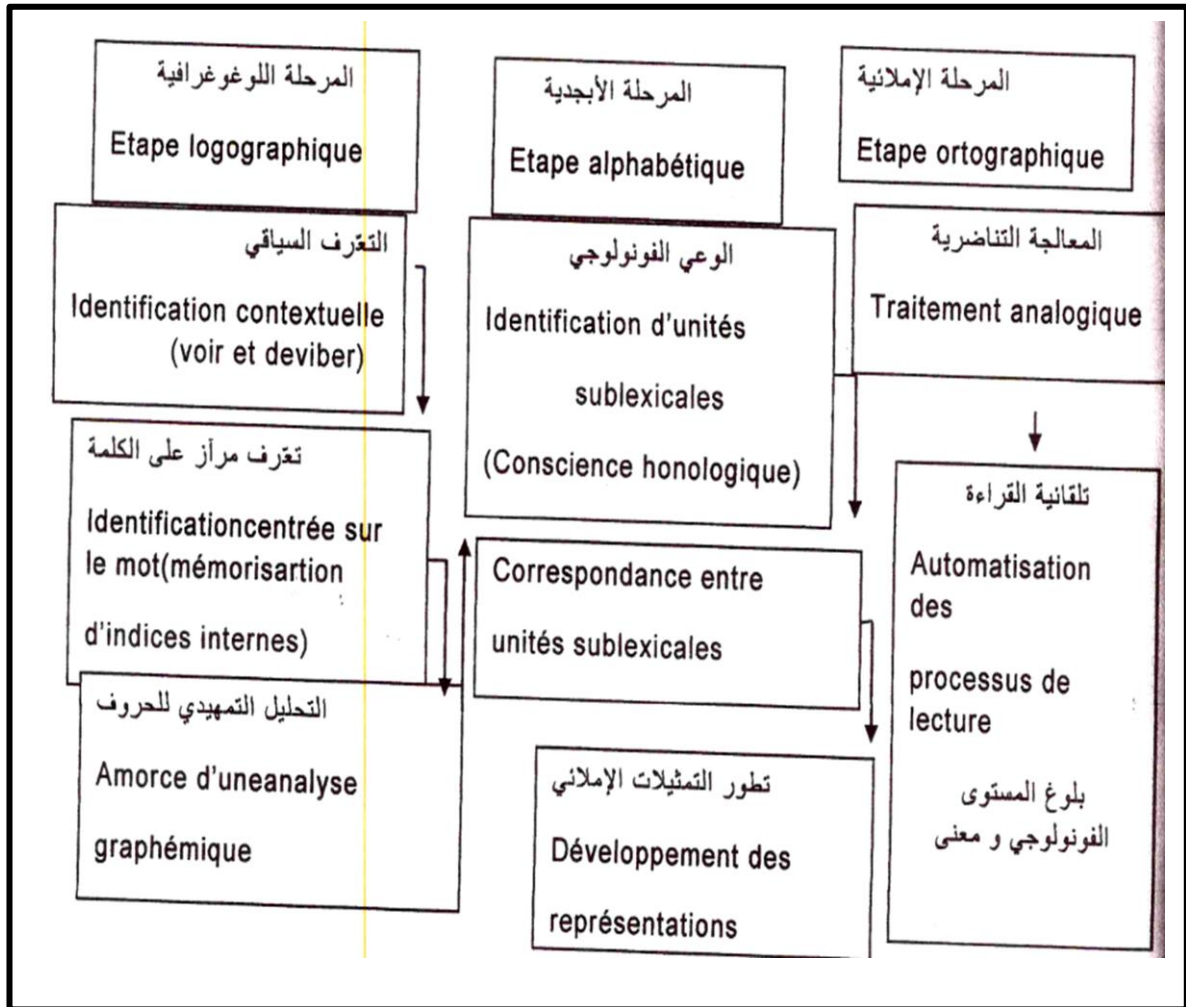 المرحلة اللوغوغرافية
Etape logographique
التعّرف السياقي
Identification contextuelle
(voir et deviber)
تعّرف مرآز على الكلمة
Identificationcentrée sur
le mot(mémorisartion
d'indices internes)
التحليل التمهيدي للحروف
Amorce d'uneanalyse
graphémique
المرحلة الأبجدية
Etape alphabétique
الوعي الفونولوجي
Identification d'unités
sublexicales
(Conscience honologique)
Correspondance entre
unités sublexicales
تطور التمثيلات الإملائي
Développement des
représentations
المرحلة الإملائية
Etape ortographique
المعالجة التناضرية
Traitement analogique
تلقائية القراءة
Automatisation
des
processus de
lecture
بلوغ المستوى
الفونولوجي و معنى